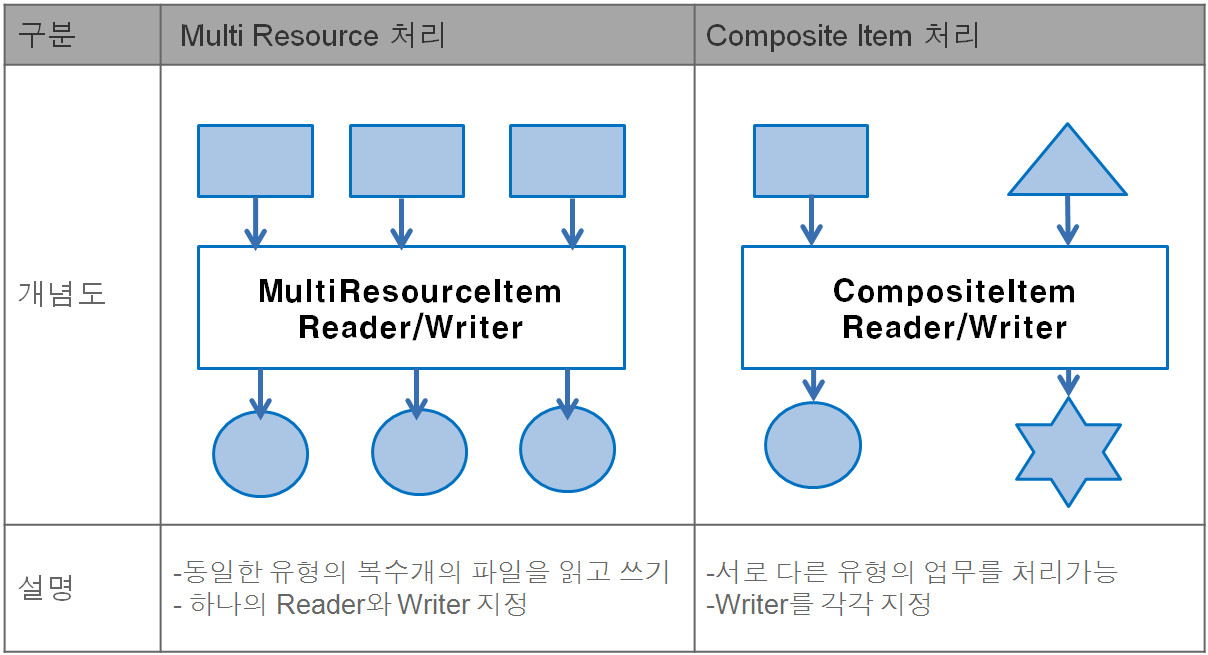 구분
Multi Resource 처리
Composite Item 처리
개념도
MultiResourceItem
Reader/Writer
CompositeItem
Reader/Writer
설명
-동일한 유형의 복수개의 파일을 읽고 쓰기
- 하나의 Reader와 Writer 지정
-서로 다른 유형의 업무를 처리가능
-Writer를 각각 지정